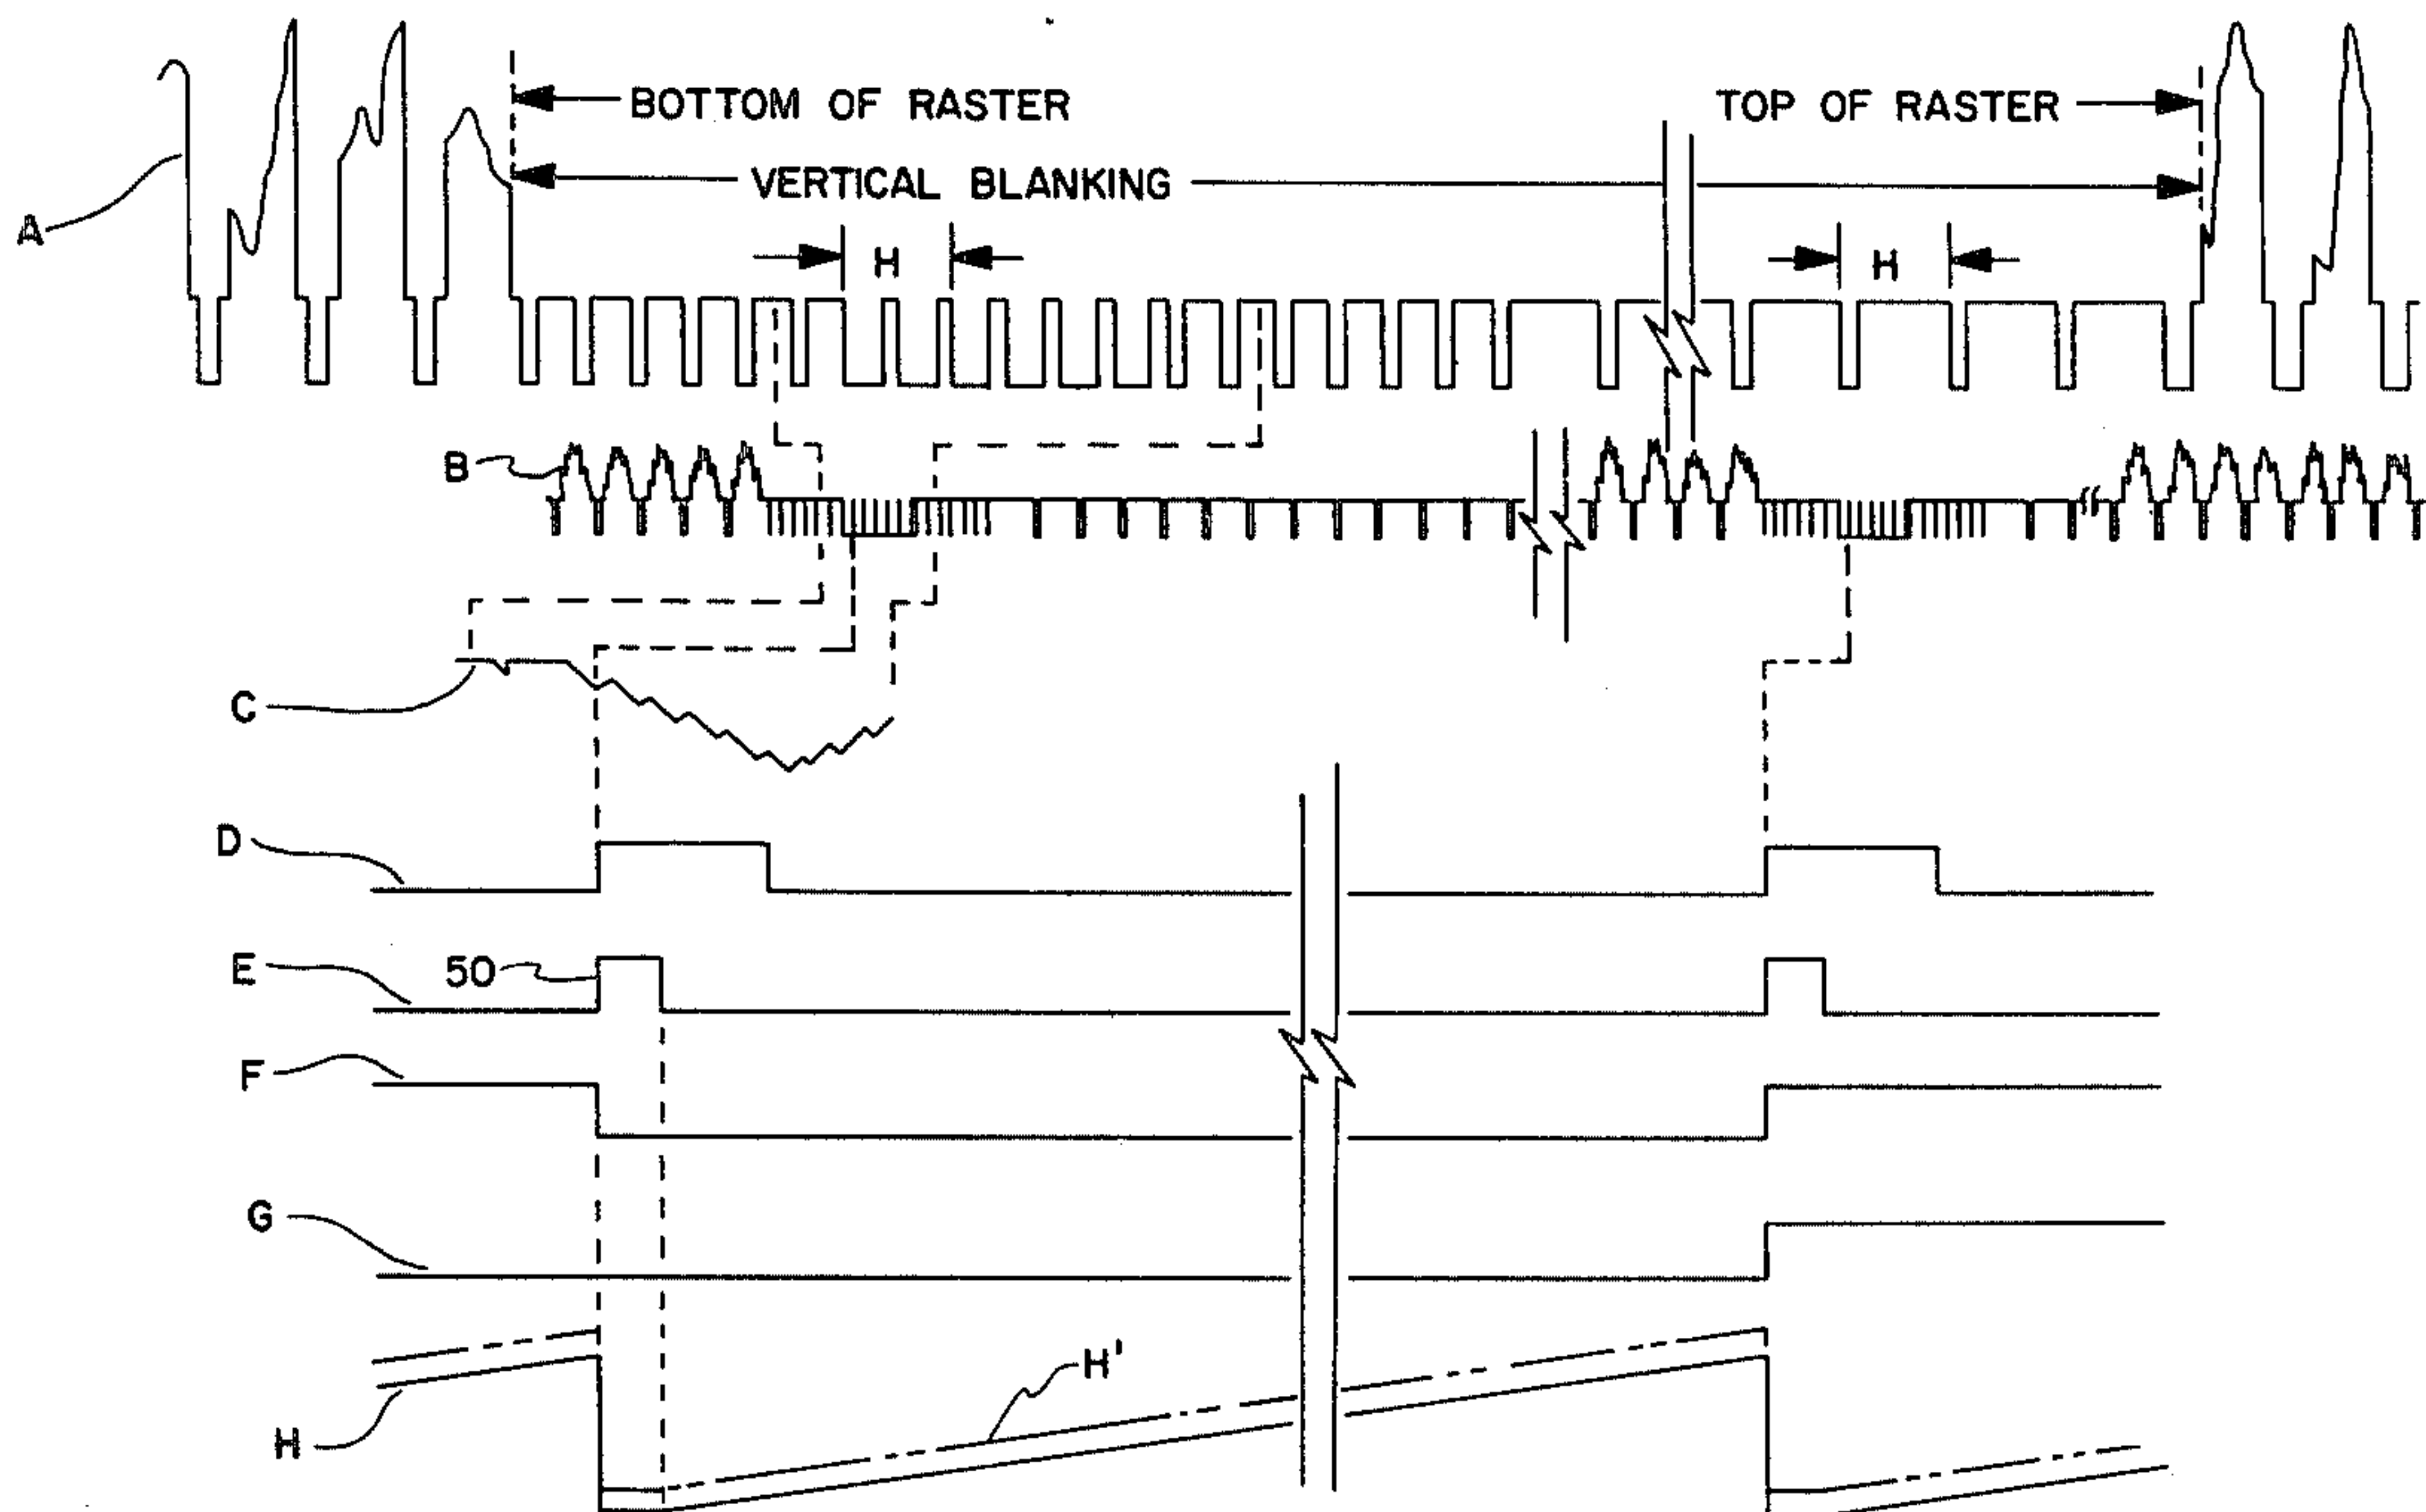 BOTTOM OF RASTER
TOP OF RASTER
VERTICAL BLANKING
A
H
H
B
C
D
E
50
F
G
H'
H